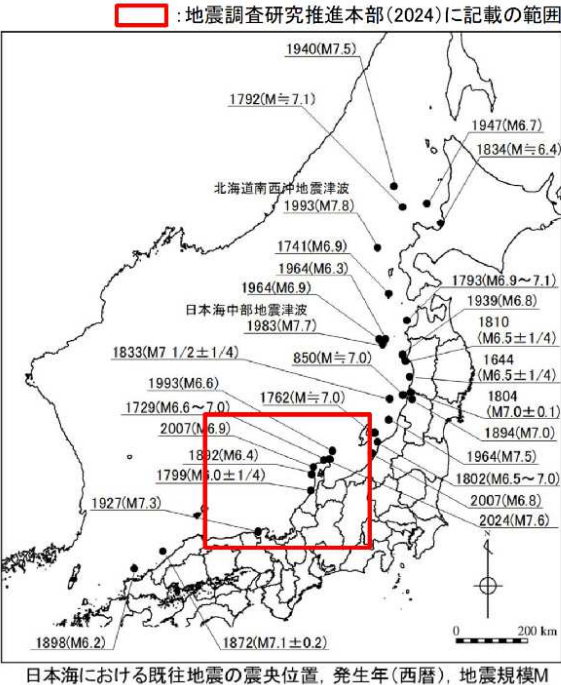 ：地震調査研究推進本部（2024）に記載の範囲
1940(M7.5)
1792(M≒7.1)
1947(M6.7)
1834(M≒6.4)
北海道南西沖地震津波
1993(M7.8)
1741(M6.9)
1964(M6.3)
1793(M6.9～7.1)
1964(M6.9)
1939(M6.8)
日本海中部地震津波
1983(M7.7)
1810
(M6.5±1/4)
1833(M7 1/2±1/4)
850(M≒7.0)
1644
(M6.5±1/4)
1993(M6.6)
1762(M≒7.0)
1804
(M7.0±0.1)
1729(M6.6～7.0)
1894(M7.0)
2007(M6.9)
1964(M7.5)
1892(M6.4)
1802(M6.5～7.0)
1799(M6.0±1/4)
2007(M6.8)
1927(M7.3)
2024(M7.6)
N
0 200 km
1898(M6.2)
1872(M7.1±0.2)
日本海における既往地震の震央位置，発生年（西暦），地震規模M